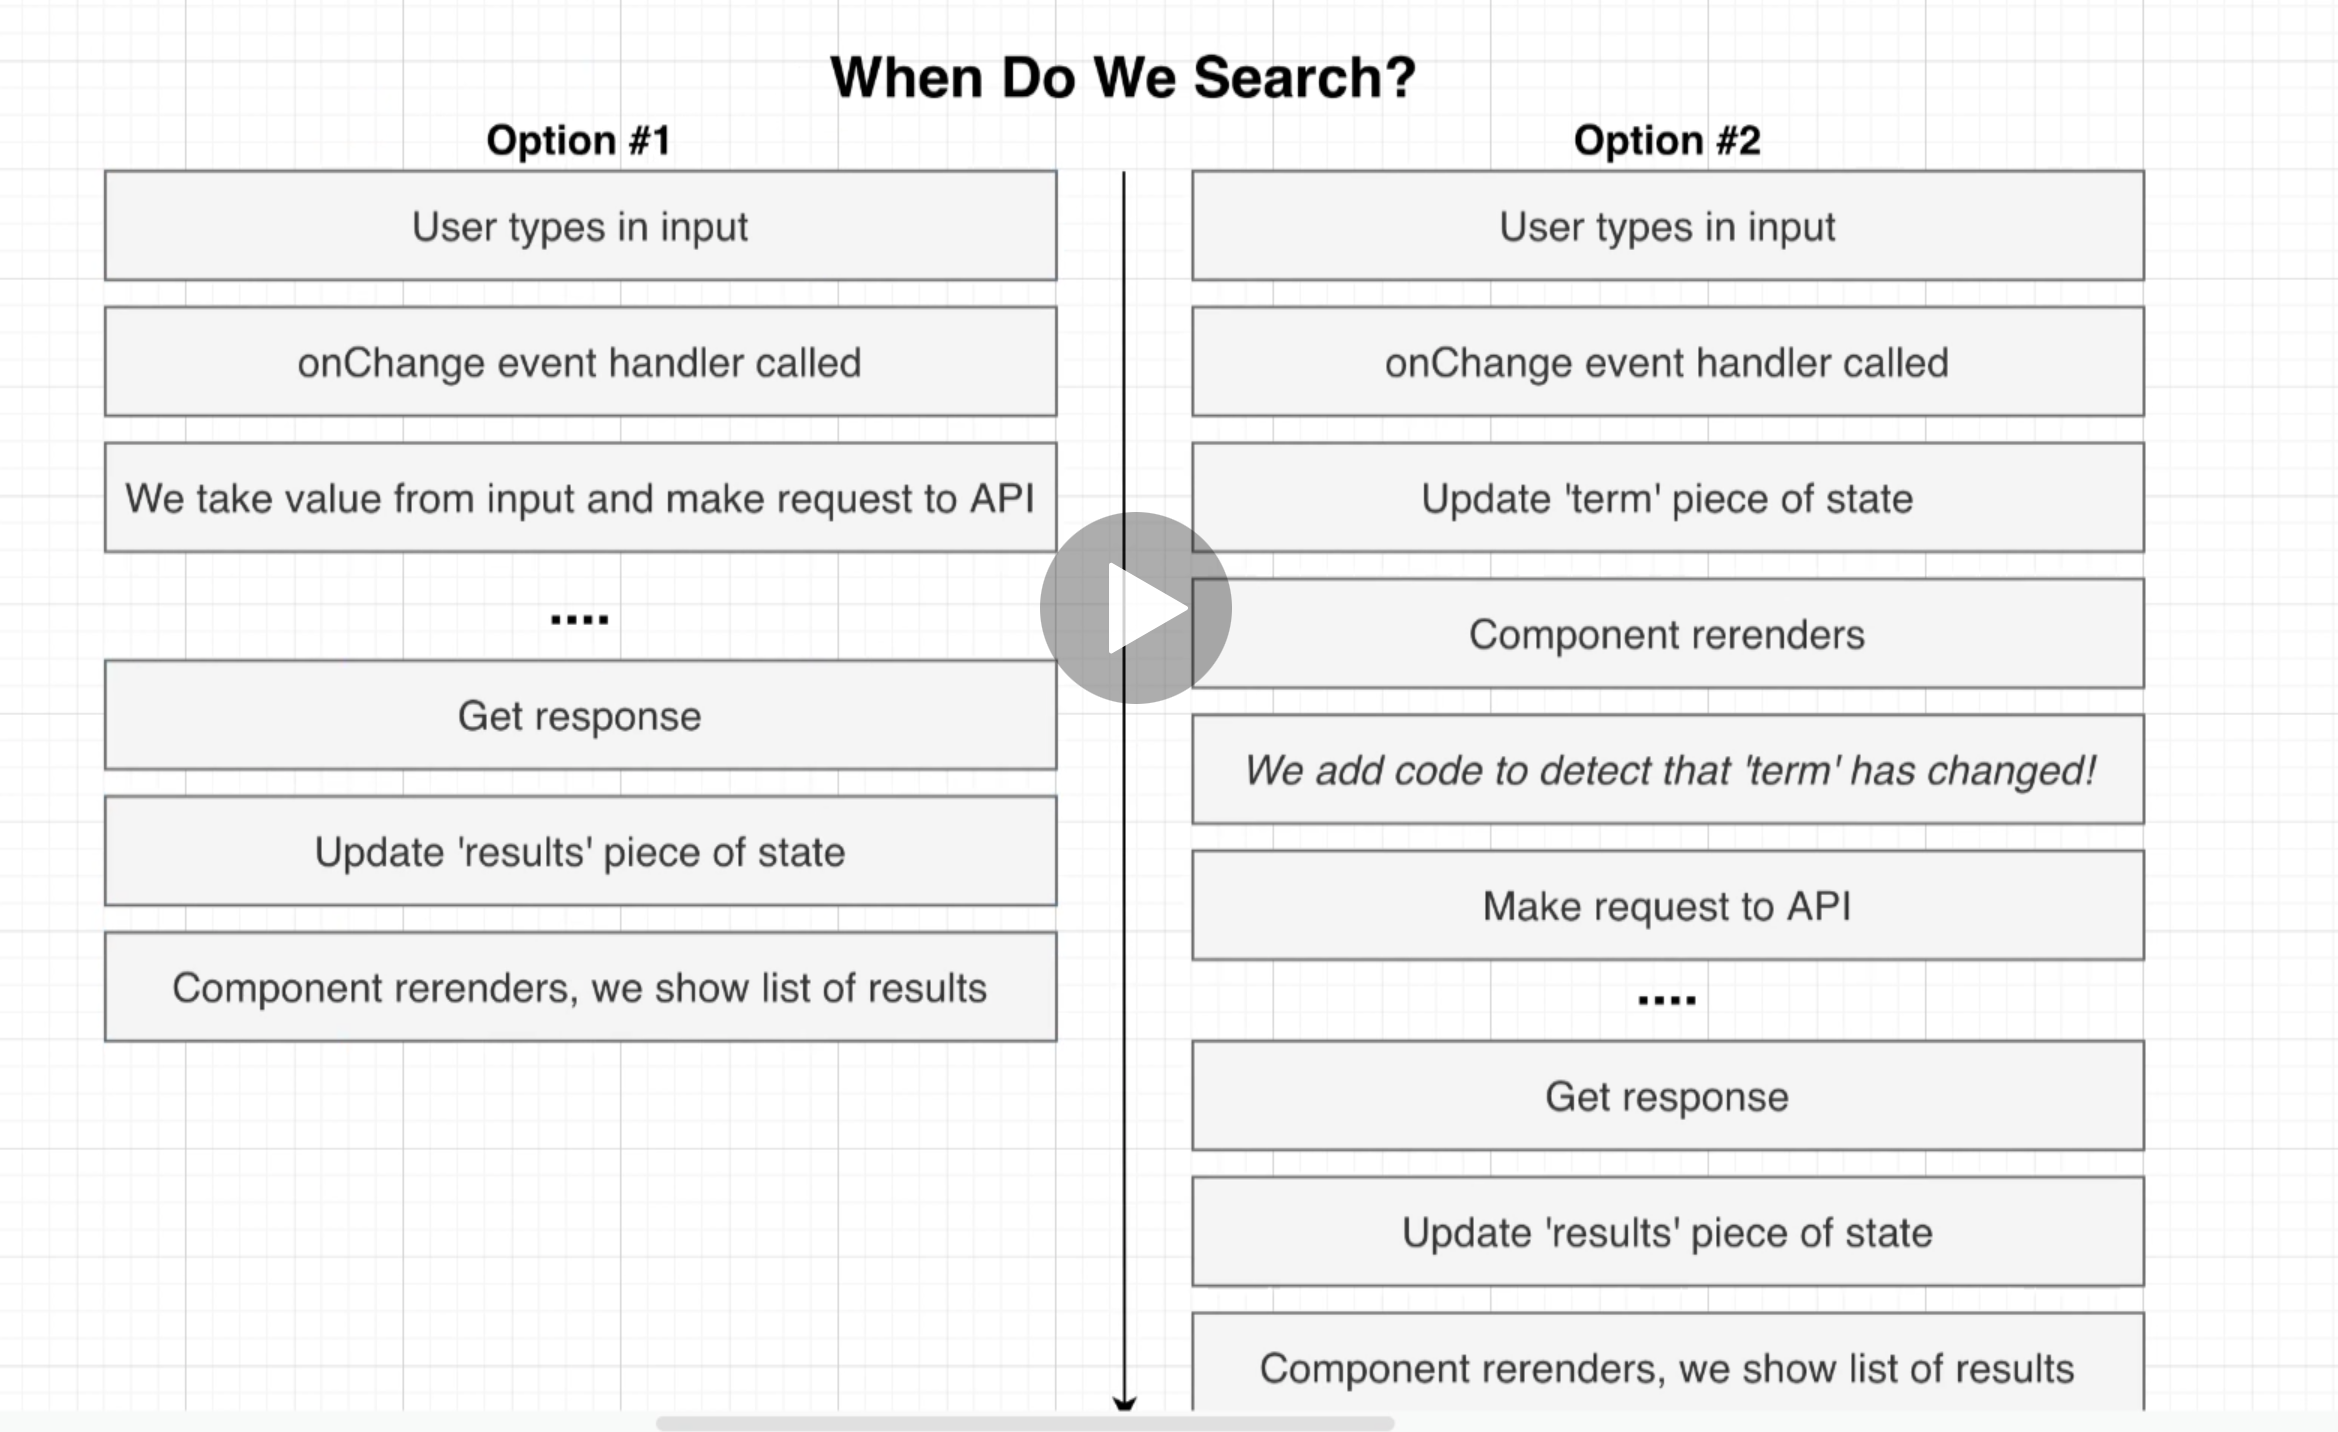 When Do We Search?
Option #1
User types in input
onChange event handler called
We take value from input and make request to API
....
Get response
Update 'results' piece of state
Component rerenders, we show list of results
Option #2
User types in input
onChange event handler called
Update 'term' piece of state
Component rerenders
We add code to detect that 'term' has changed!
Make request to API
....
Get response
Update 'results' piece of state
Component rerenders, we show list of results